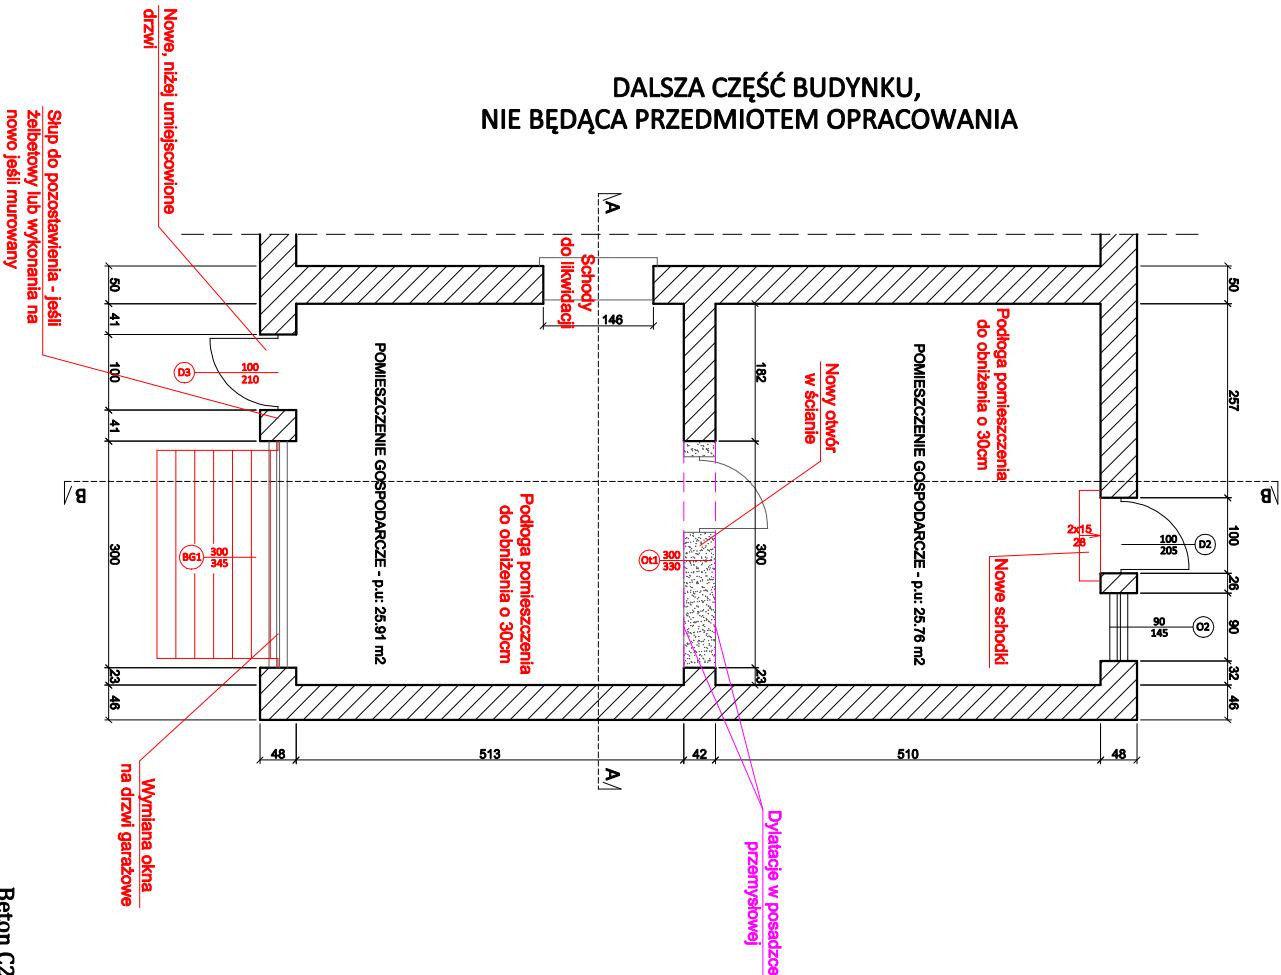 DALSZA CZĘŚĆ BUDYNKU,
NIE BĘDĄCA PRZEDMIOTEM OPRACOWANIA
Nowe, niżej umiejscowione
drzwi
Słup do pozostawienia - jeśli
żelbetowy lub wykonania na
nowo jeśli murowany
A
Schody
do likwidacji
146
50
41
100
41
300
23
46
D3
100
210
POMIESZCZENIE GOSPODARCZE - p.u: 25.91 m2
Podłoga pomieszczenia
do obniżenia o 30cm
BG1
300
345
B
182
300
23
Nowy otwór
w ścianie
Ot1
300
330
POMIESZCZENIE GOSPODARCZE - p.u: 25.76 m2
Podłoga pomieszczenia
do obniżenia o 30cm
2x15
26
Nowe schodki
B
50
257
100
26
90
32
46
100
205
D2
90
145
O2
48
513
42
510
48
A
Wymiana okna
na drzwi garażowe
Dylatacje w posadzce
przemysłowej
Beton C2